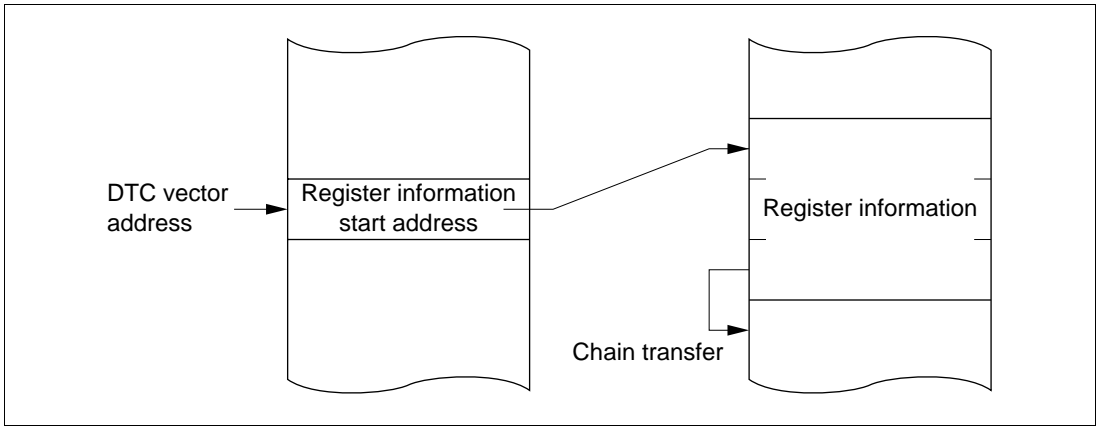 DTC vector
address
Register information
start address
Register information
Chain transfer